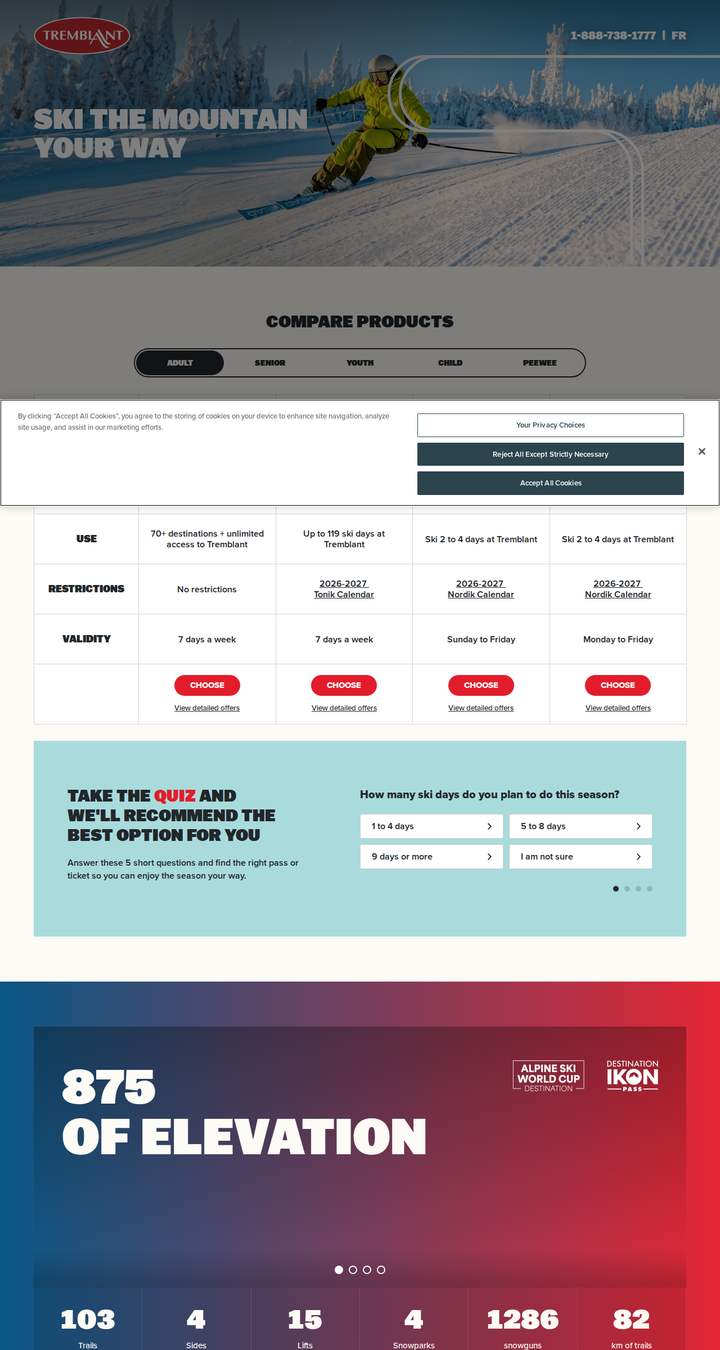 TREMBLANT
1-888-738-1777 | FR
SKI THE MOUNTAIN
YOUR WAY
COMPARE PRODUCTS
ADULT SENIOR YOUTH CHILD PEEWEE
By clicking “Accept All Cookies”, you agree to the storing of cookies on your device to enhance site navigation, analyze
site usage, and assist in our marketing efforts.
Your Privacy Choices
Reject All Except Strictly Necessary
Accept All Cookies
USE
70+ destinations + unlimited
access to Tremblant
Up to 119 ski days at
Tremblant
Ski 2 to 4 days at Tremblant
Ski 2 to 4 days at Tremblant
RESTRICTIONS
No restrictions
2026-2027
Tonik Calendar
2026-2027
Nordik Calendar
2026-2027
Nordik Calendar
VALIDITY
7 days a week
7 days a week
Sunday to Friday
Monday to Friday
CHOOSE
View detailed offers
CHOOSE
View detailed offers
CHOOSE
View detailed offers
CHOOSE
View detailed offers
TAKE THE QUIZ AND
WE'LL RECOMMEND THE
BEST OPTION FOR YOU
Answer these 5 short questions and find the right pass or
ticket so you can enjoy the season your way.
How many ski days do you plan to do this season?
1 to 4 days
5 to 8 days
9 days or more
I am not sure
875
OF ELEVATION
ALPINE SKI
WORLD CUP
DESTINATION
DESTINATION
IKON
PASS
103
Trails
4
Sides
15
Lifts
4
Snowparks
1286
snowguns
82
km of trails